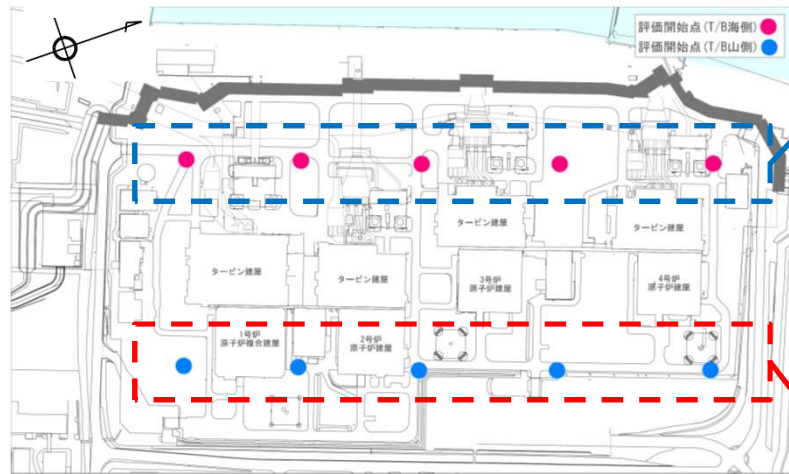 評価開始点(T/B海側)
評価開始点(T/B山側)
タービン建屋
タービン建屋
タービン建屋
タービン建屋
3号炉
原子炉建屋
4号炉
原子炉建屋
1号炉
原子炉複合建屋
2号炉
原子炉建屋